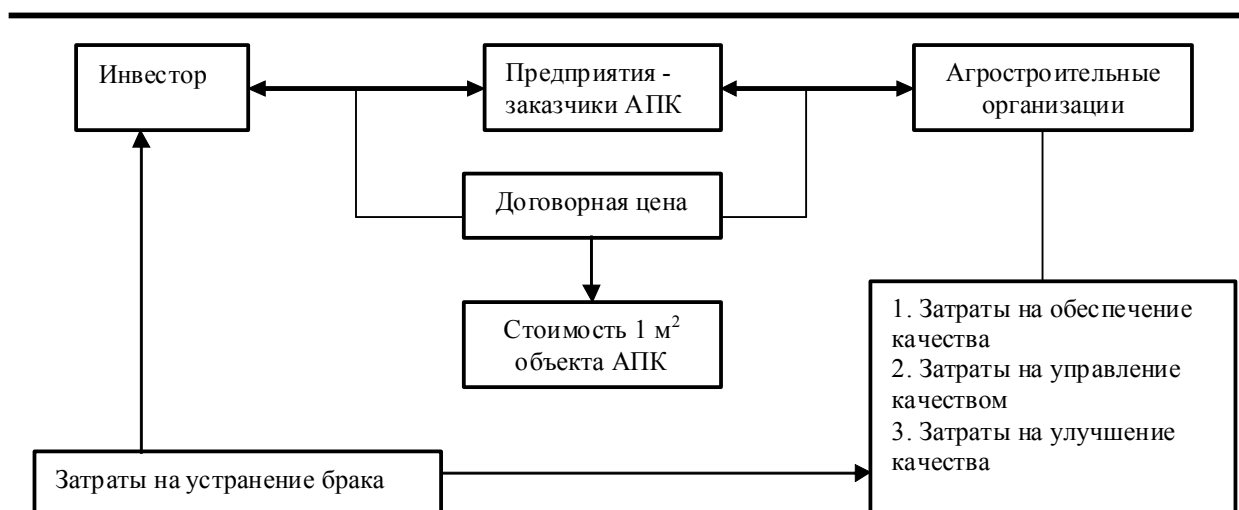 Инвестор
Предприятия -
заказчики АПК
Агростроительные
организации
Договорная цена
Стоимость 1 м²
объекта АПК
1. Затраты на обеспечение
качества
2. Затраты на управление
качеством
3. Затраты на улучшение
качества
Затраты на устранение брака